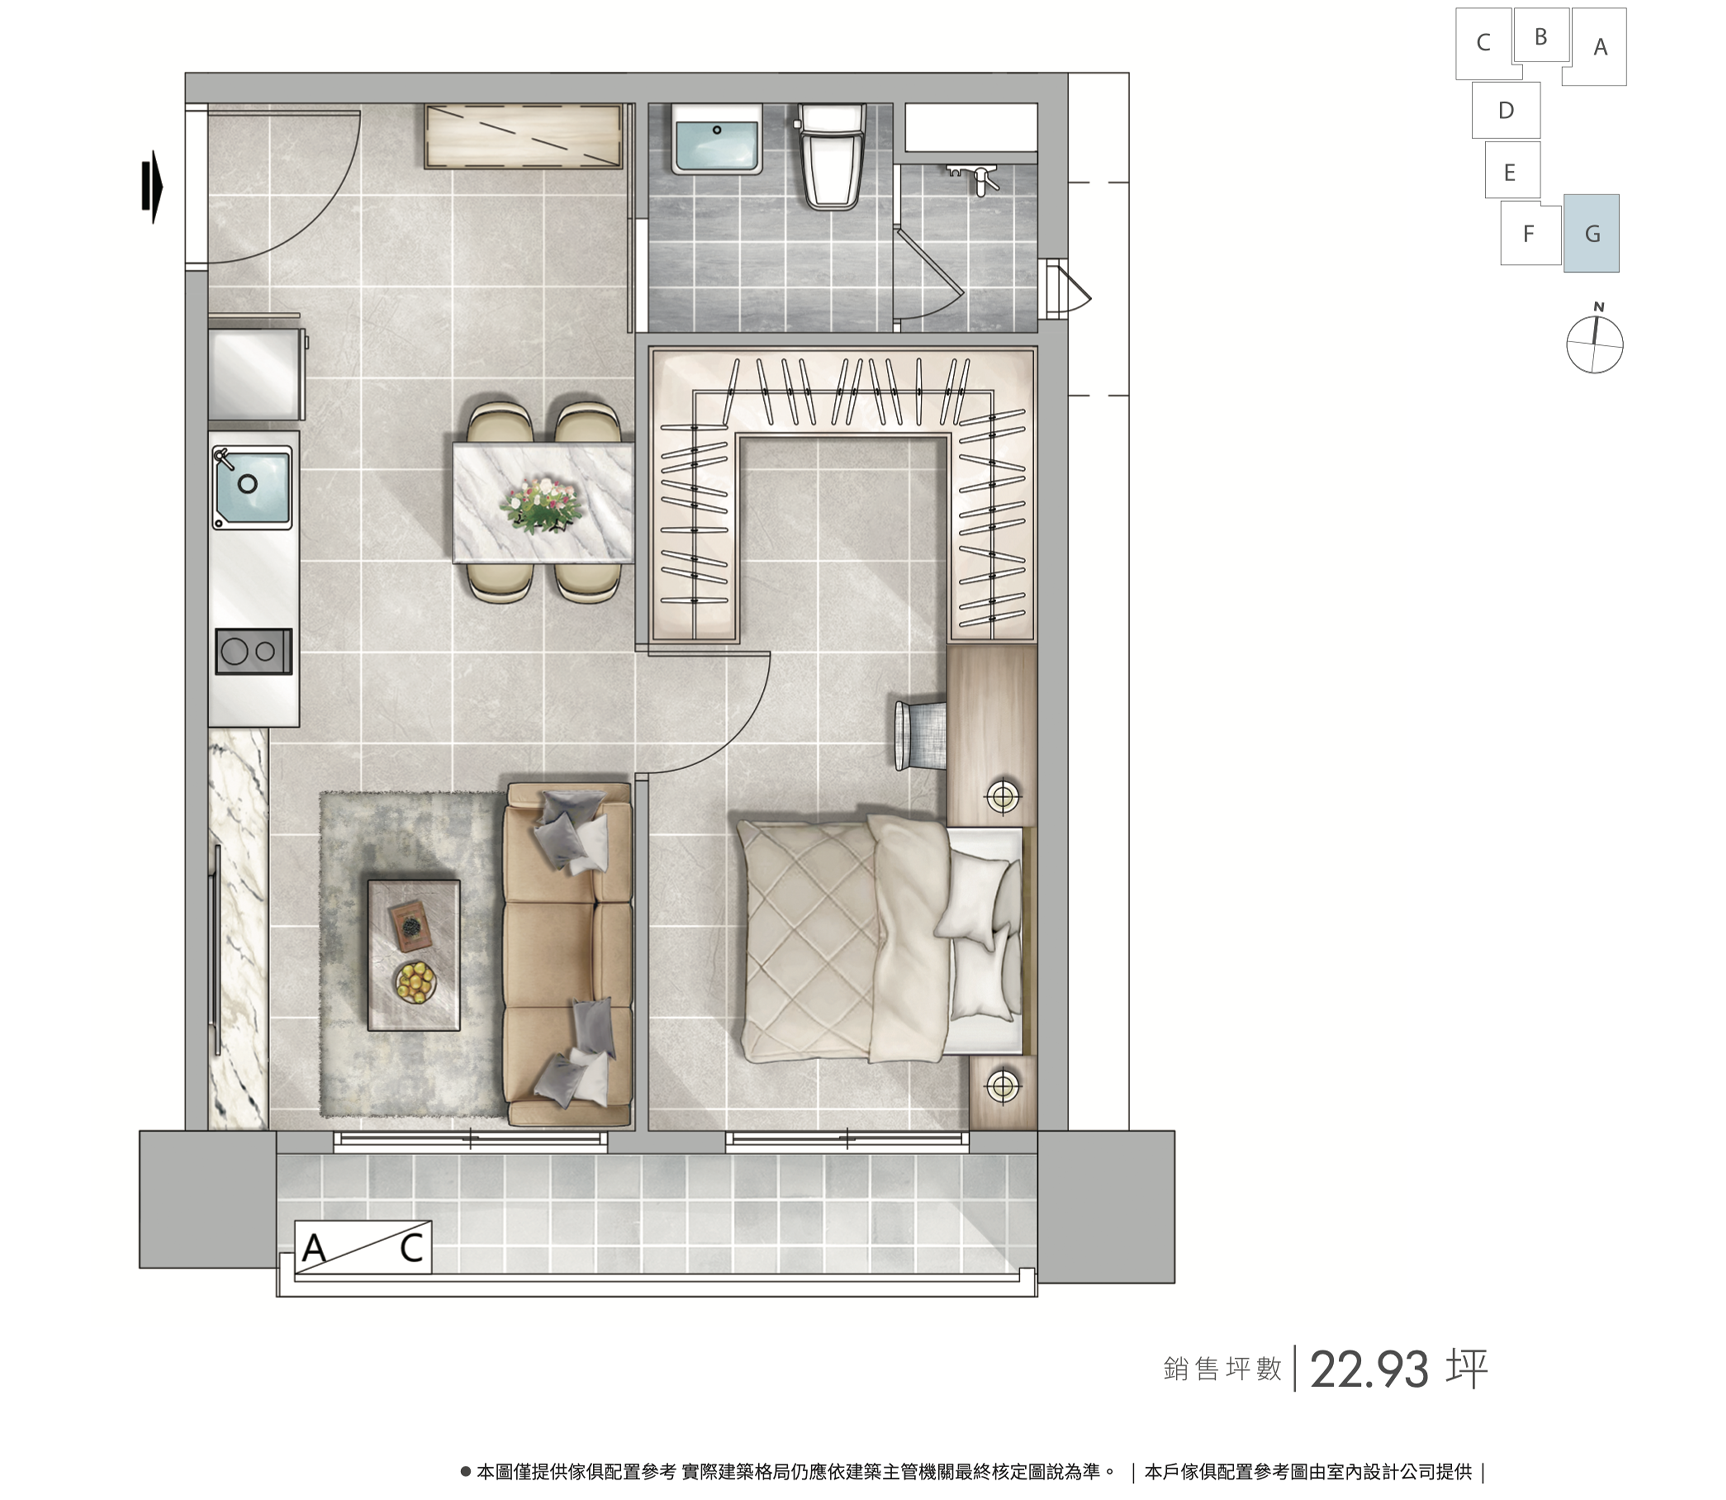 C
B
A
D
E
F
G
N
A C
銷售坪數 | 22.93 坪
● 本圖僅提供傢俱配置參考 實際建築格局仍應依建築主管機關最終核定圖說為準。 | 本戶傢俱配置參考圖由室內設計公司提供 |